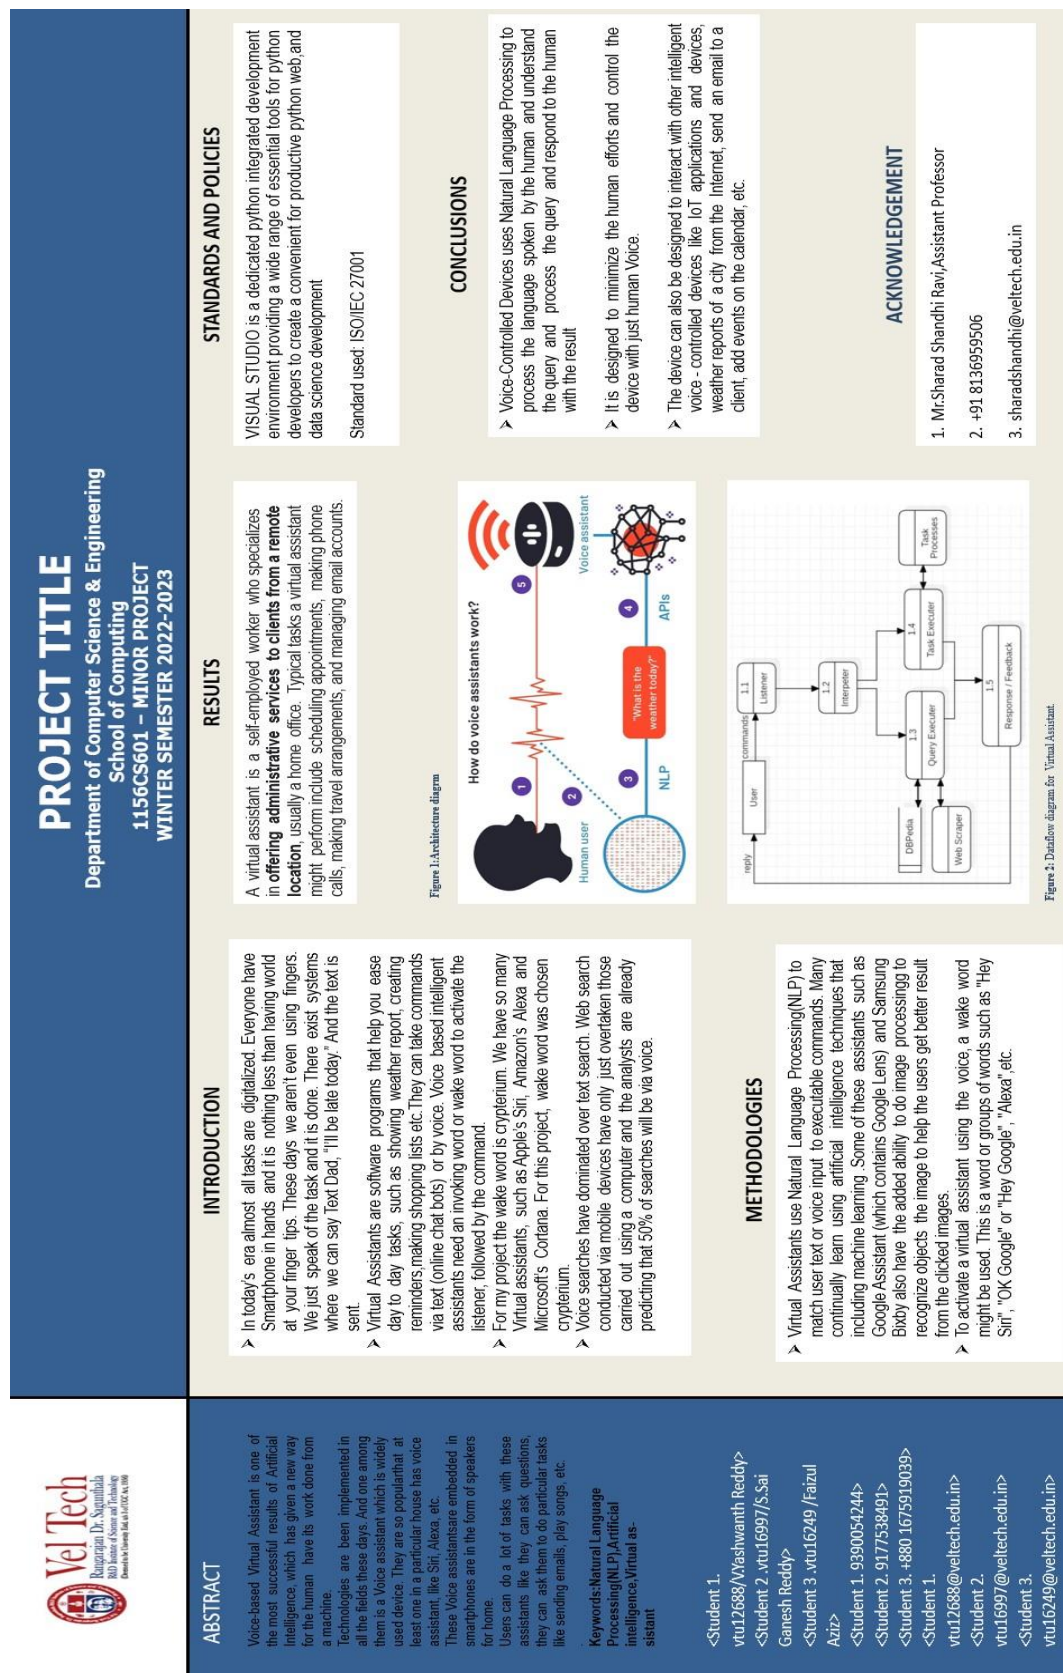 Vel Tech
Rangarajan Dr. Sagunthala
R&D Institute of Science and Technology
PROJECT TITLE
Department of Computer Science & Engineering
School of Computing
1156CS601 – MINOR PROJECT
WINTER SEMESTER 2022-2023
ABSTRACT
Voice-based Virtual Assistant is one of
the most successful results of Artificial
Intelligence, which has given a new way
for the human have its work done from
a machine.
Technologies are been implemented in
all the fields these days. And one among
them is a Voice assistant which is widely
used device. They are so popularthat at
least one in a particular house has voice
assistant, like Siri, Alexa, etc.
These Voice assistantsare embedded in
smartphones are in the form of speakers
for home.
Users can do a lot of tasks with these
assistants like they can ask questions,
they can ask them to do particular tasks
like sending emails, play songs, etc.
Keywords:Natural Language
Processing(NLP),Artificial
intelligence,Virtual as-
sistant
<Student 1.
vtu12688/V.Yashwanth Reddy>
<Student 2 .vtu16997/S.Sai
Ganesh Reddy>
<Student 3 .vtu16249 /Faizul
Aziz>
<Student 1. 9390054244>
<Student 2. 9177538491>
<Student 3. +880 1675919039>
<Student 1.
vtu12688@veltech.edu.in>
<Student 2.
vtu16997@veltech.edu.in>
<Student 3.
vtu16249@veltech.edu.in>
INTRODUCTION
➢ In today's era almost all tasks are digitalized. Everyone have
Smartphone in hands and it is nothing less than having world
at your finger tips. These days we aren't even using fingers.
We just speak of the task and it is done. There exist systems
where we can say Text Dad, “I'll be late today.” And the text is
sent.
➢ Virtual Assistants are software programs that help you ease
day to day tasks, such as showing weather report, creating
reminders,making shopping lists etc.They can take commands
via text (online chat bots) or by voice. Voice based intelligent
assistants need an invoking word or wake word to activate the
listener, followed by the command.
➢ For my project the wake word is crypterium. We have so many
Virtual assistants, such as Apple's Siri, Amazon's Alexa and
Microsoft's Cortana. For this project, wake word was chosen
crypterium.
➢ Voice searches have dominated over text search. Web search
conducted via mobile devices have only just overtaken those
carried out using a computer and the analysts are already
predicting that 50% of searches will be via voice.
METHODOLOGIES
➢ Virtual Assistants use Natural Language Processing(NLP) to
match user text or voice input to executable commands. Many
continually learn using artificial intelligence techniques that
including machine learning .Some of these assistants such as
Google Assistant (which contains Google Lens) and Samsung
Bixby also have the added ability to do image processingg to
recognize objects the image to help the users get better result
from the clicked images.
➢ To activate a virtual assistant using the voice, a wake word
might be used. This is a word or groups of words such as "Hey
Siri", "OK Google" or "Hey Google", "Alexa",etc.
RESULTS
A virtual assistant is a self-employed worker who specializes
in offering administrative services to clients from a remote
location, usually a home office. Typical tasks a virtual assistant
might perform include scheduling appointments, making phone
calls, making travel arrangements, and managing email accounts.
Figure 1:Architecture diagrm
How do voice assistants work?
1
5
Human user
2
Voice assistant
3
"What is the
weather today?"
4
NLP
APIs
reply
User
commands
1.1
Listener
1.2
Interpeter
DBPedia
Web Scraper
1.3
Query Executer
1.4
Task Executer
Task
Processes
1.5
Response / Feedback
Figure 2: Dataflow diagram for Virtual Assistant.
STANDARDS AND POLICIES
VISUAL STUDIO is a dedicated python integrated development
environment providing a wide range of essential tools for python
developers to create a convenient for productive python web,and
data science development
Standard used: ISO/IEC 27001
CONCLUSIONS
➢ Voice-Controlled Devices uses Natural Language Processing to
process the language spoken by the human and understand
the query and process the query and respond to the human
with the result
➢ It is designed to minimize the human efforts and control the
device with just human Voice.
➢ The device can also be designed to interact with other intelligent
voice - controlled devices like IoT applications and devices,
weather reports of a city from the Internet, send an email to a
client, add events on the calendar, etc.
ACKNOWLEDGEMENT
1. Mr.Sharad Shandhi Ravi,Assistant Professor
2. +91 8136959506
3. sharadshandhi@veltech.edu.in